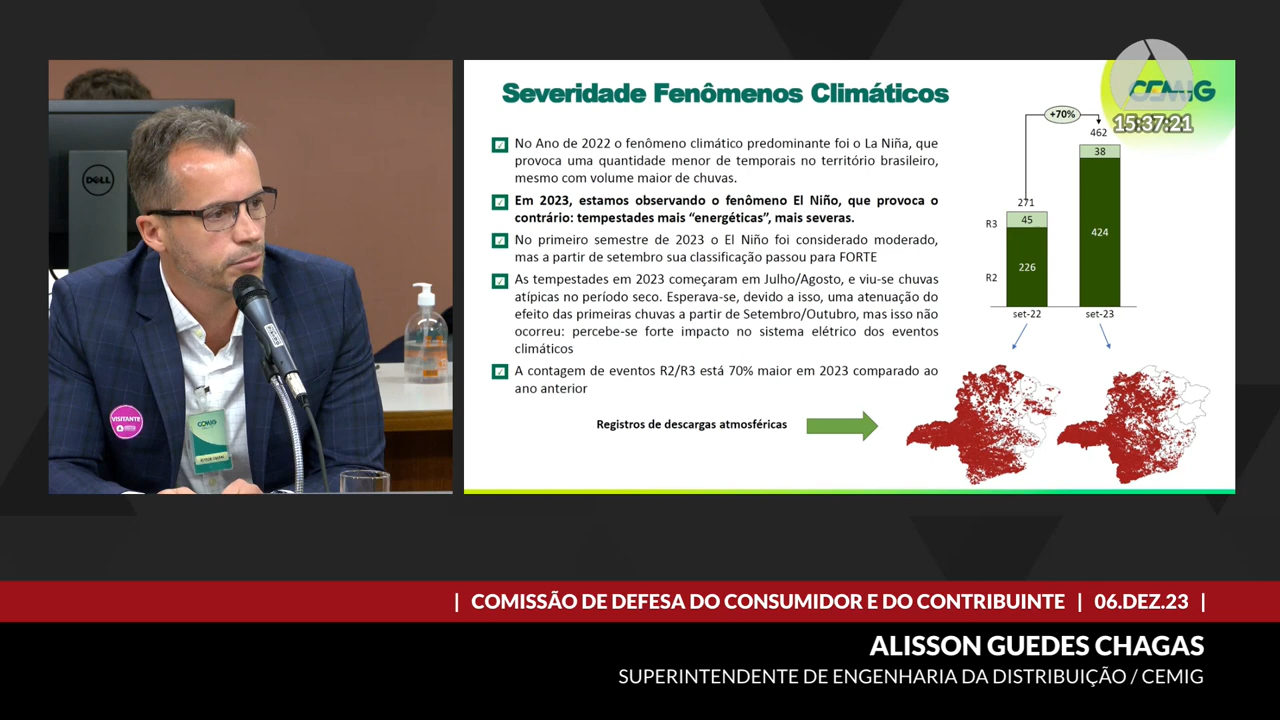 Severidade Fenômenos Climáticos
CEMIG
15:37:21
No Ano de 2022 o fenômeno climático predominante foi o La Niña, que
provoca uma quantidade menor de temporais no território brasileiro,
mesmo com volume maior de chuvas.
Em 2023, estamos observando o fenômeno El Niño, que provoca o
contrário: tempestades mais “energéticas”, mais severas.
No primeiro semestre de 2023 o El Niño foi considerado moderado,
mas a partir de setembro sua classificação passou para FORTE
As tempestades em 2023 começaram em Julho/Agosto, e viu-se chuvas
atípicas no período seco. Esperava-se, devido a isso, uma atenuação do
efeito das primeiras chuvas a partir de Setembro/Outubro, mas isso não
ocorreu: percebe-se forte impacto no sistema elétrico dos eventos
climáticos
A contagem de eventos R2/R3 está 70% maior em 2023 comparado ao
ano anterior
Registros de descargas atmosféricas
+70%
462
38
271
R3
45
424
R2
226
set-22
set-23
DELL
VISITANTE
CEMIG
| COMISSÃO DE DEFESA DO CONSUMIDOR E DO CONTRIBUINTE | 06.DEZ.23 |
ALISSON GUEDES CHAGAS
SUPERINTENDENTE DE ENGENHARIA DA DISTRIBUIÇÃO / CEMIG